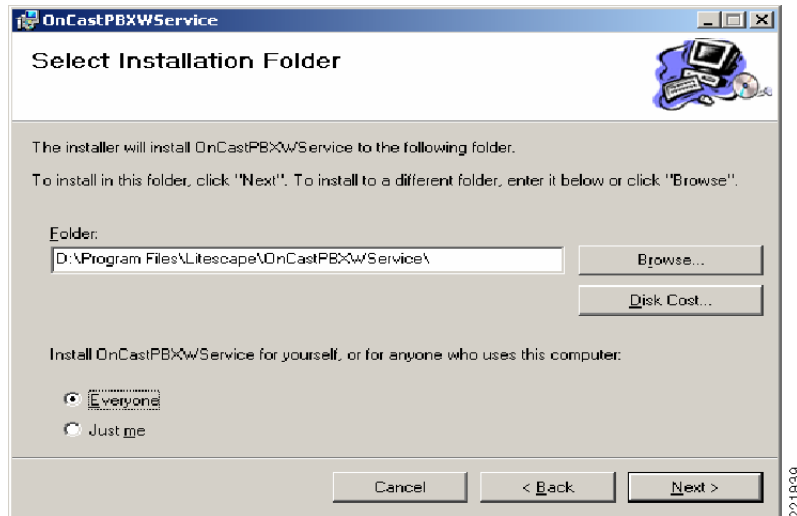 OnCastPBXWService
Select Installation Folder
The installer will install OnCastPBXWService to the following folder.
To install in this folder, click "Next". To install to a different folder, enter it below or click "Browse".
Folder:
D:\Program Files\Litescape\OnCastPBXWService\
Browse...
Disk Cost...
Install OnCastPBXWService for yourself, or for anyone who uses this computer:
Everyone
Just me
Cancel
< Back
Next >
221939